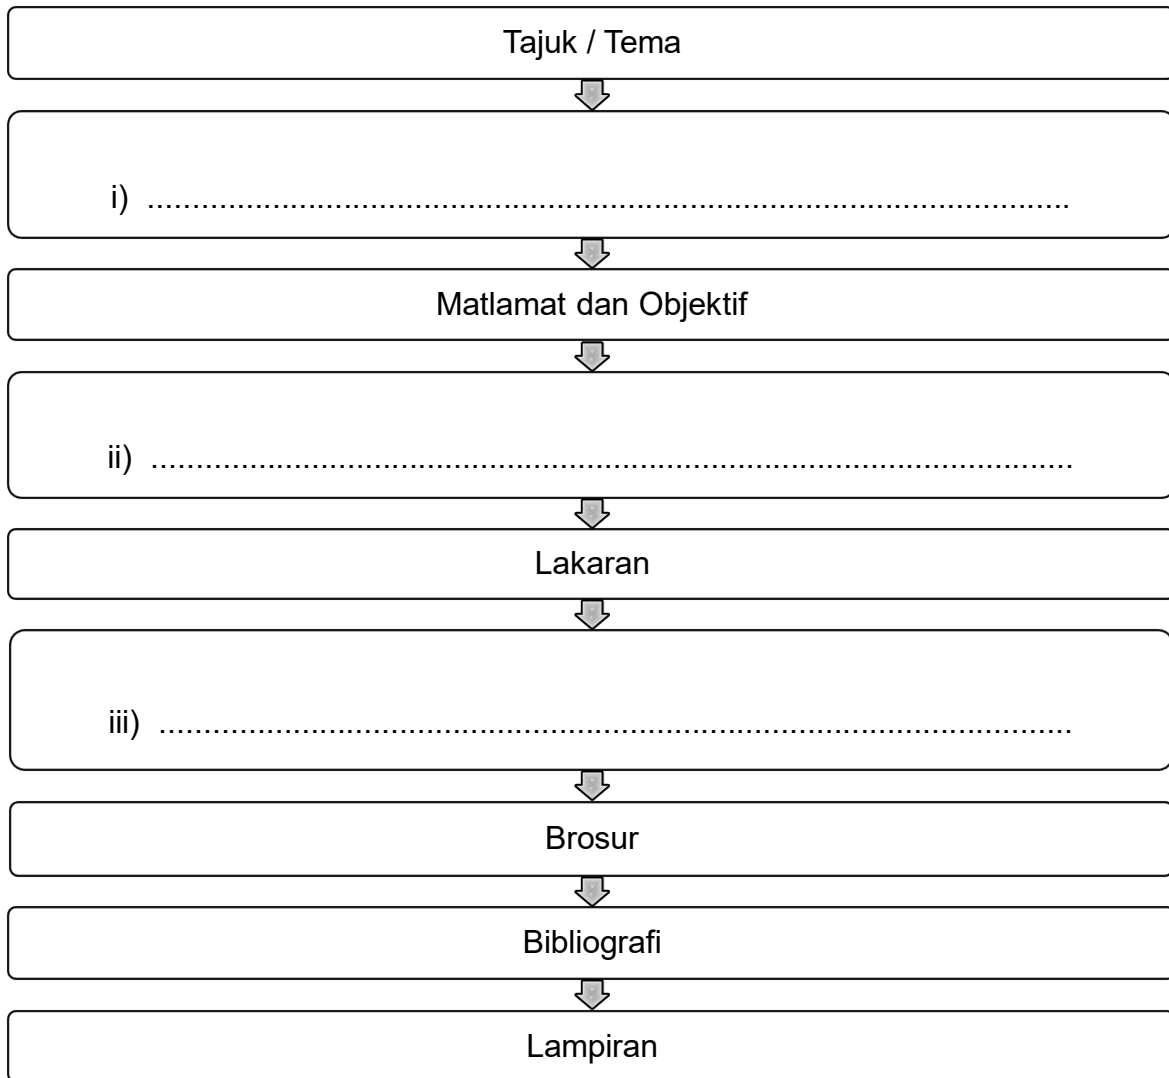 Tajuk / Tema
i) ........................................................................................................
Matlamat dan Objektif
ii) ........................................................................................................
Lakaran
iii) .......................................................................................................
Brosur
Bibliografi
Lampiran